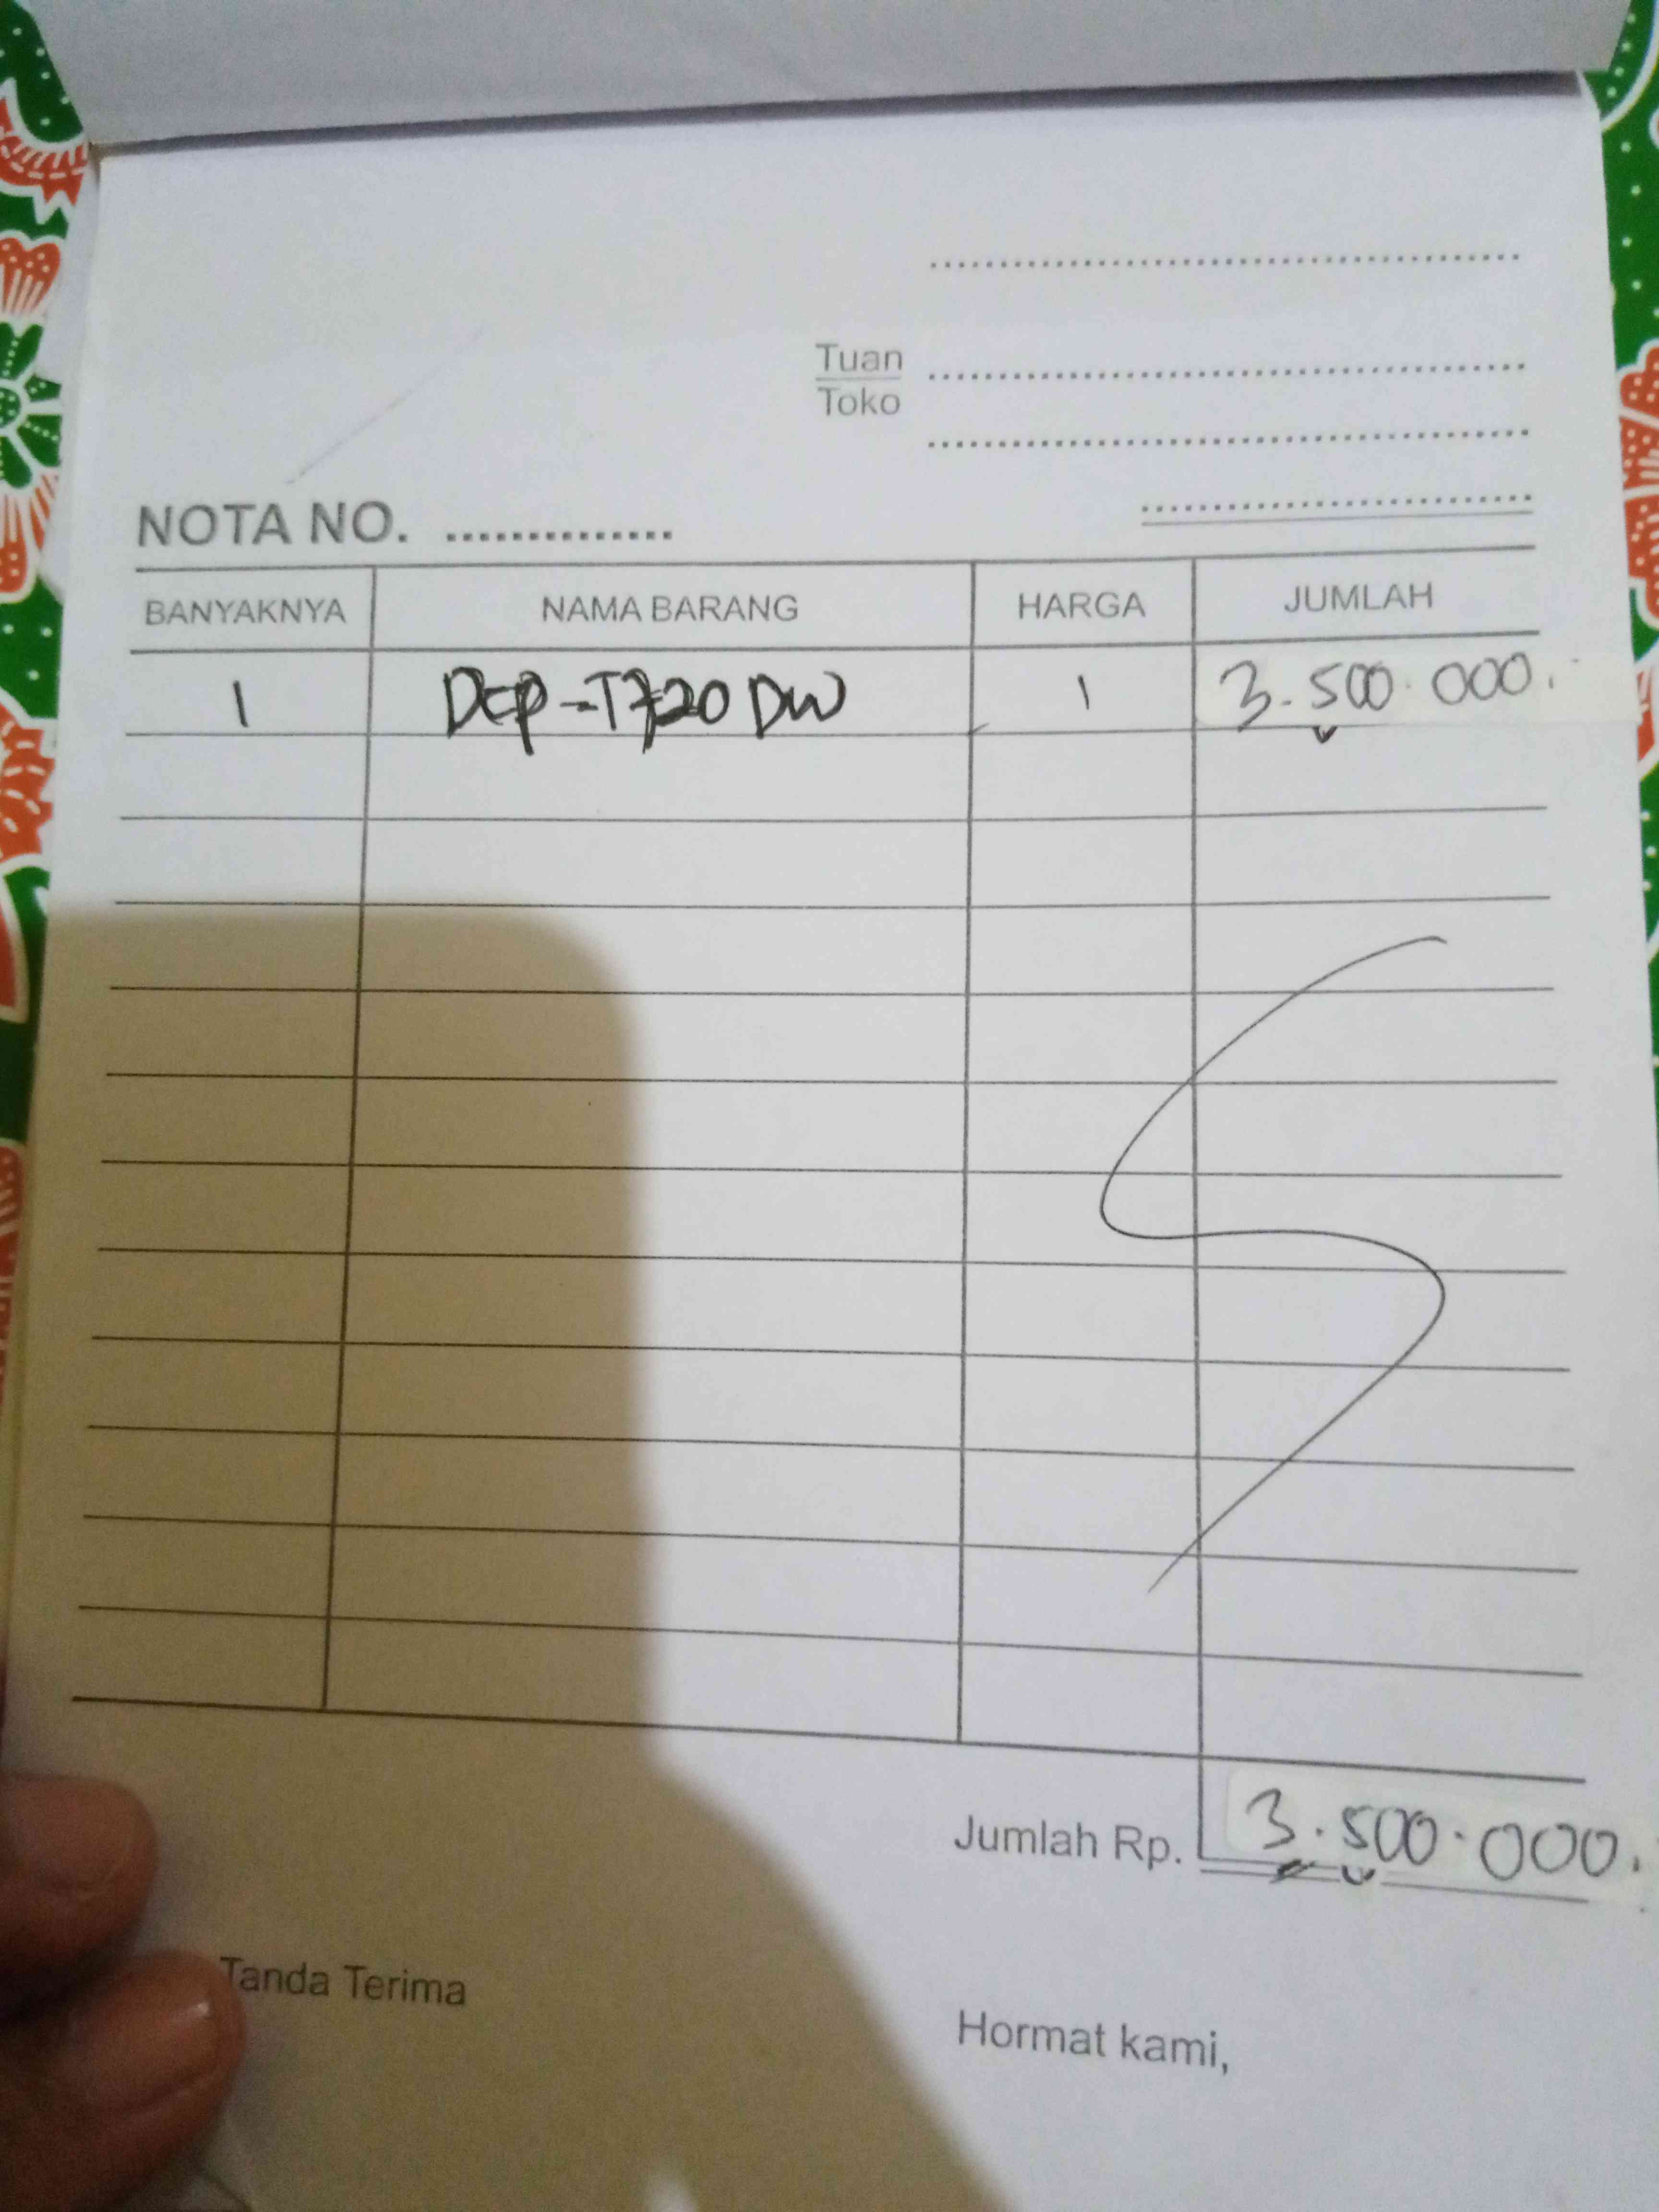 Tuan
Toko
NOTA NO.
BANYAKNYA NAMA BARANG HARGA JUMLAH
1 DCP-T720 DW 1 3.500.000.
Jumlah Rp. 3.500.000.
Tanda Terima
Hormat kami,